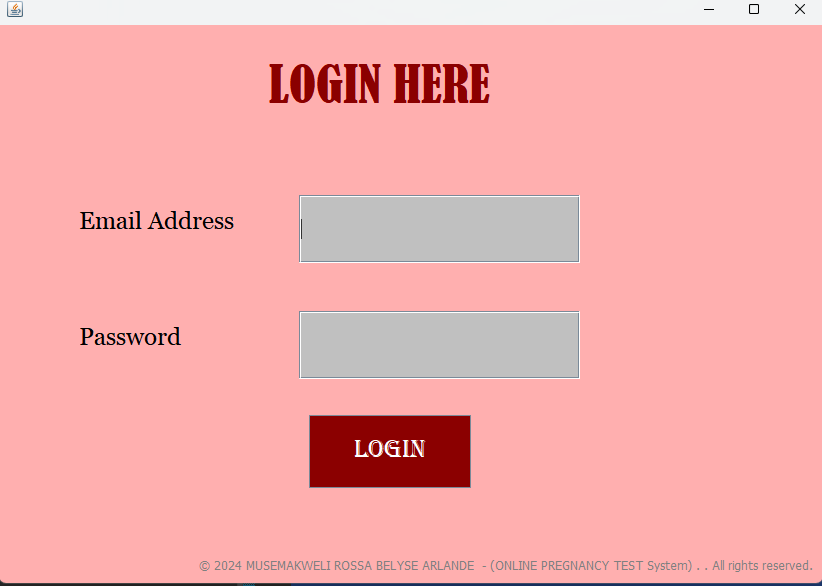 LOGIN HERE
Email Address
Password
LOGIN
© 2024 MUSEMAKWELI ROSSA BELYSE ARLANDE - (ONLINE PREGNANCY TEST System) . . All rights reserved.